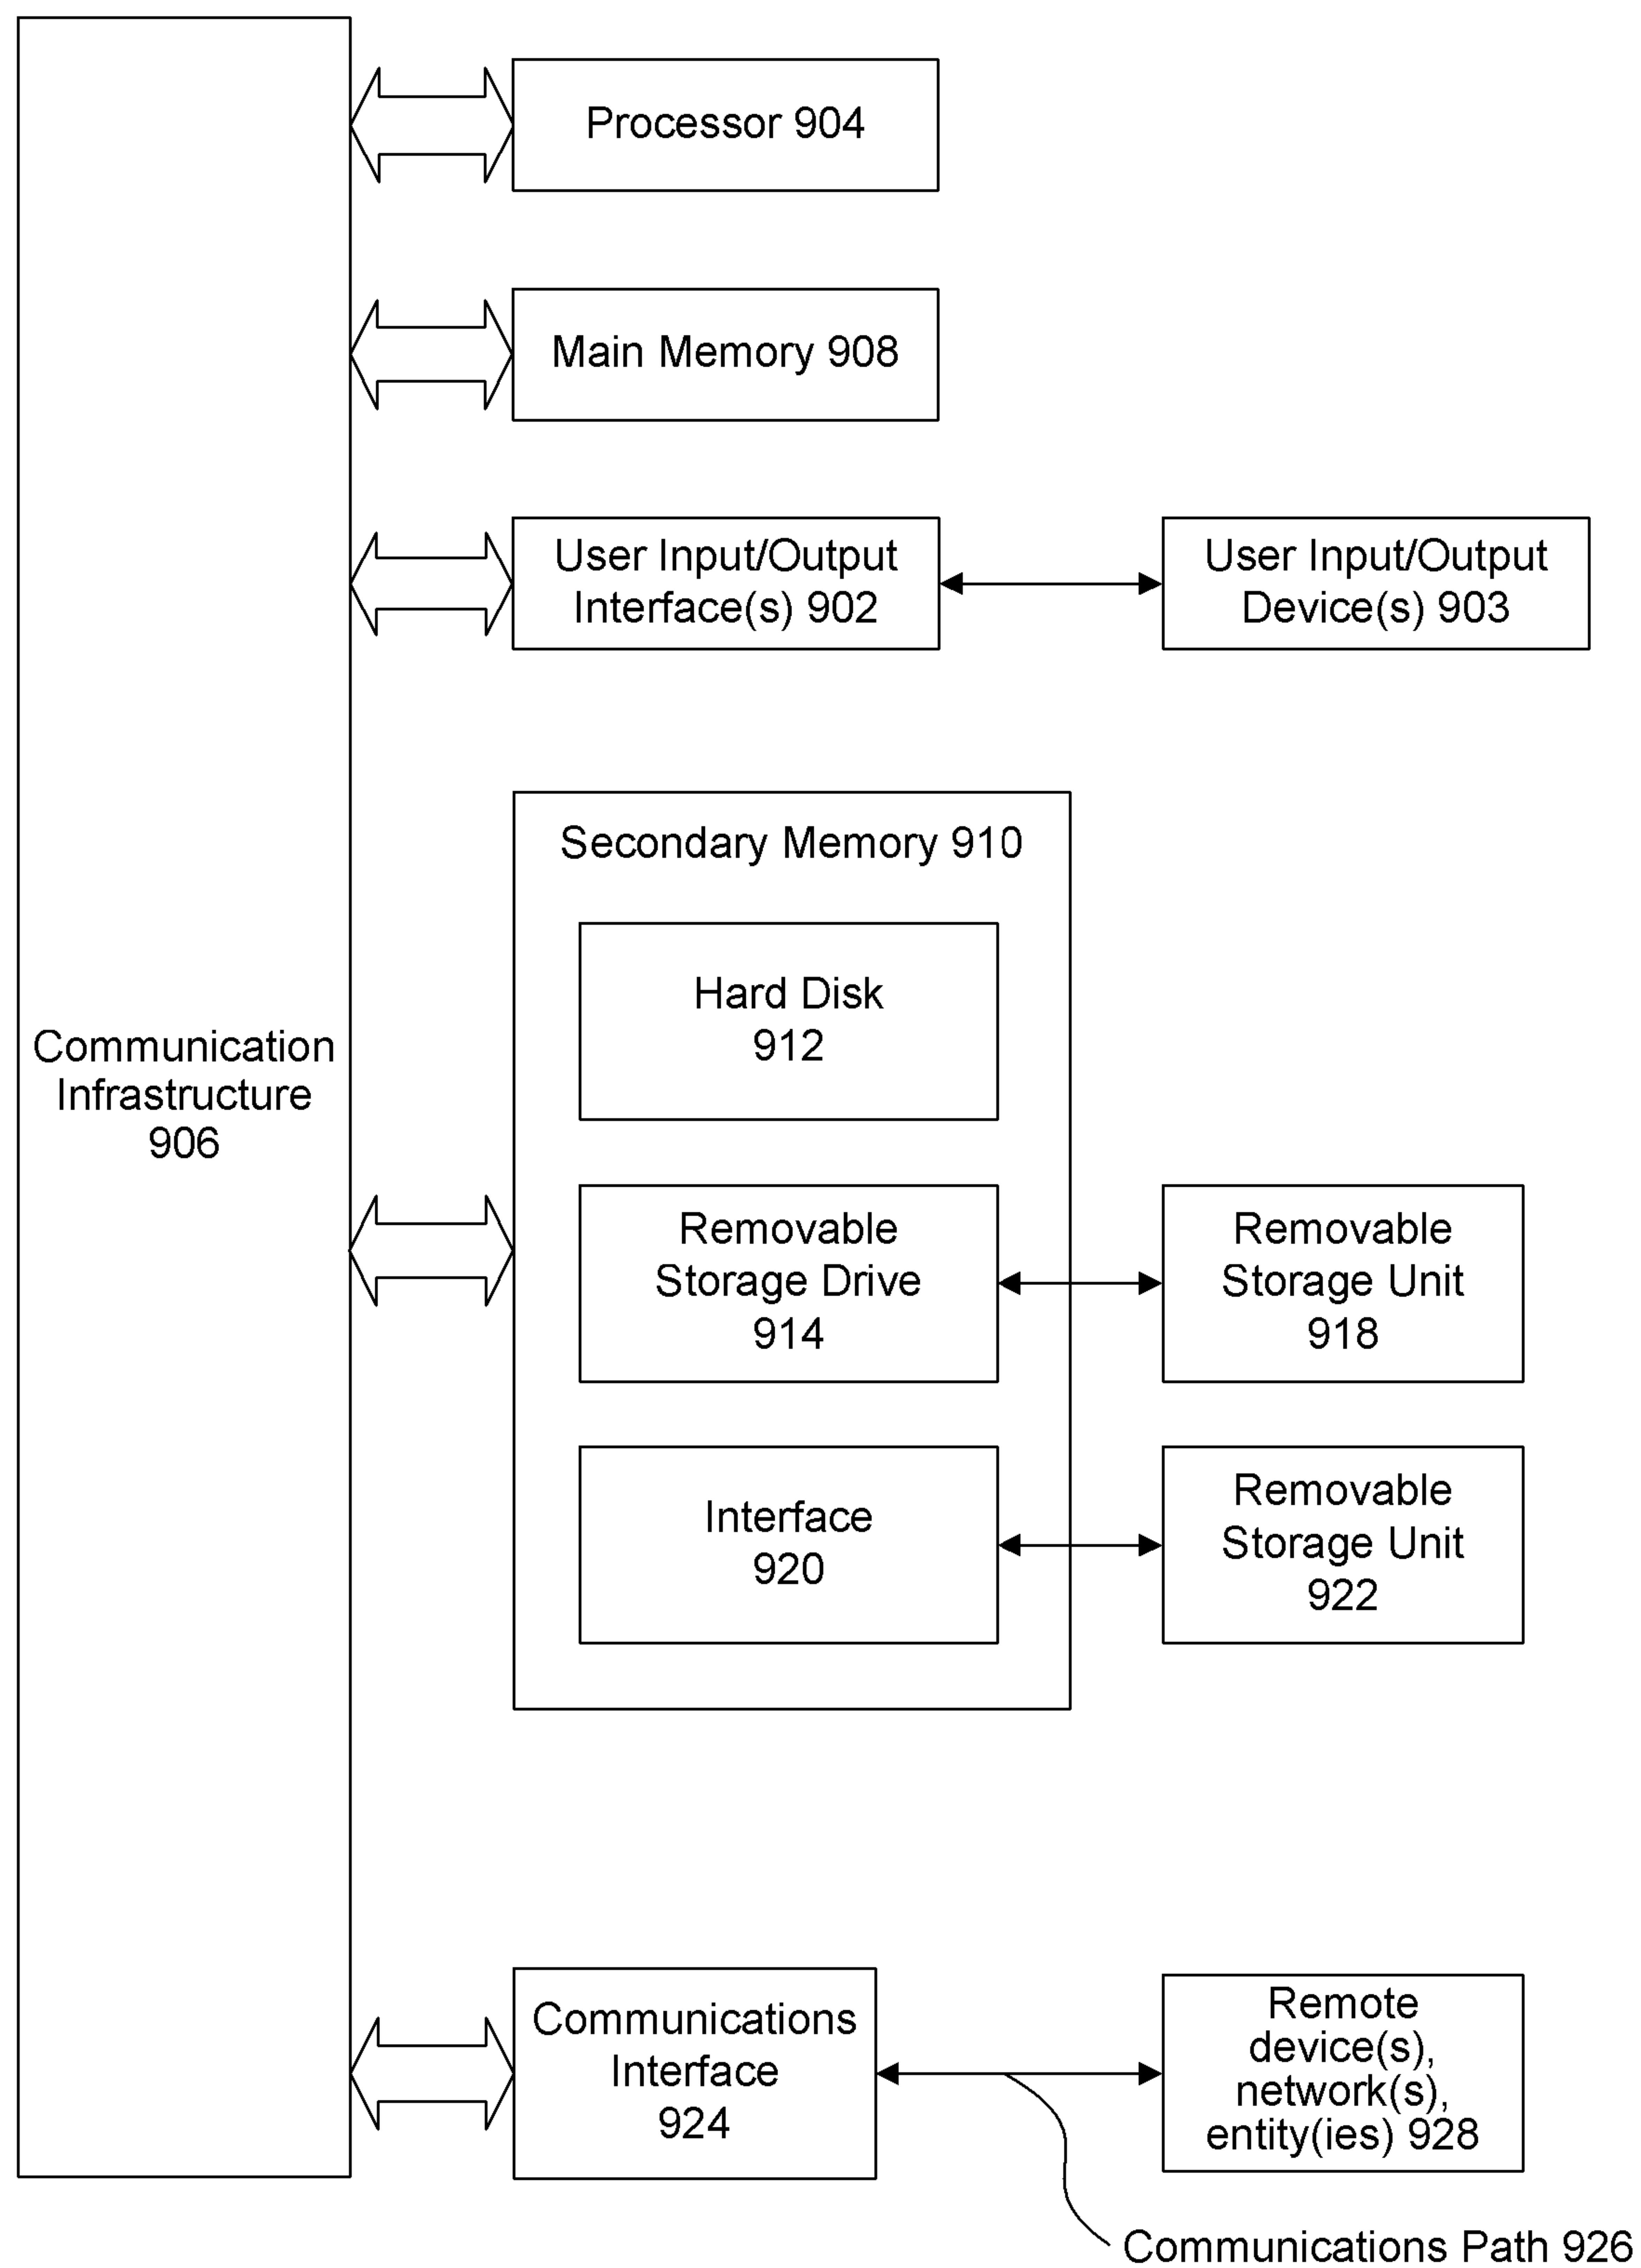 Processor 904
Main Memory 908
User Input/Output
Interface(s) 902
User Input/Output
Device(s) 903
Secondary Memory 910
Hard Disk
912
Communication
Infrastructure
906
Removable
Storage Drive
914
Removable
Storage Unit
918
Interface
920
Removable
Storage Unit
922
Communications
Interface
924
Remote
device(s),
network(s),
entity(ies) 928
Communications Path 926